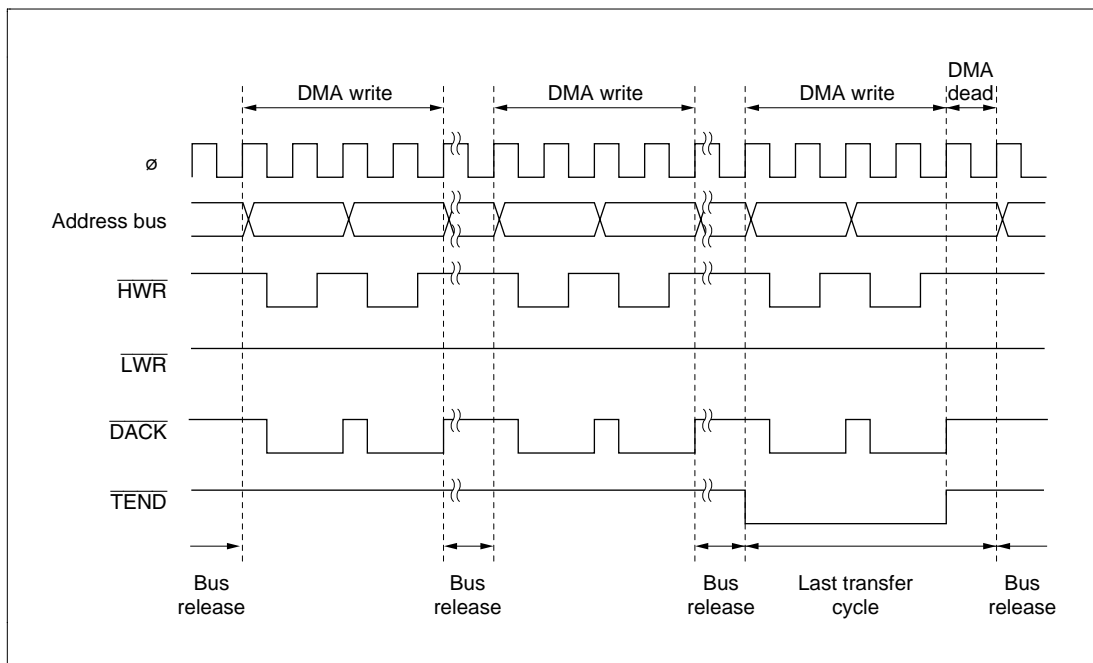 DMA
dead
DMA write
DMA write
DMA write
ø
Address bus
HWR
LWR
DACK
TEND
Bus
release
Bus
release
Bus
release
Last transfer
cycle
Bus
release